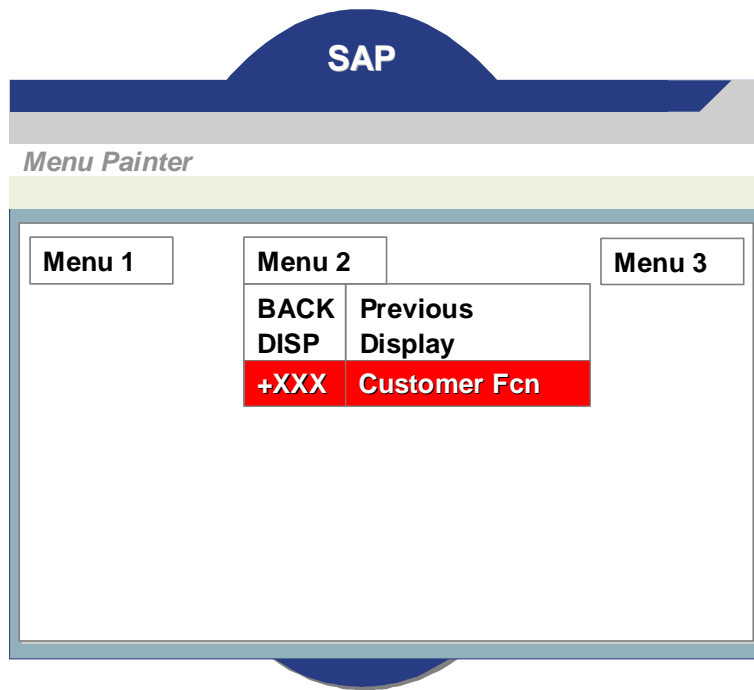 SAP
Menu Painter
Menu 1 Menu 2 Menu 3
BACK Previous
DISP Display
+XXX Customer Fcn